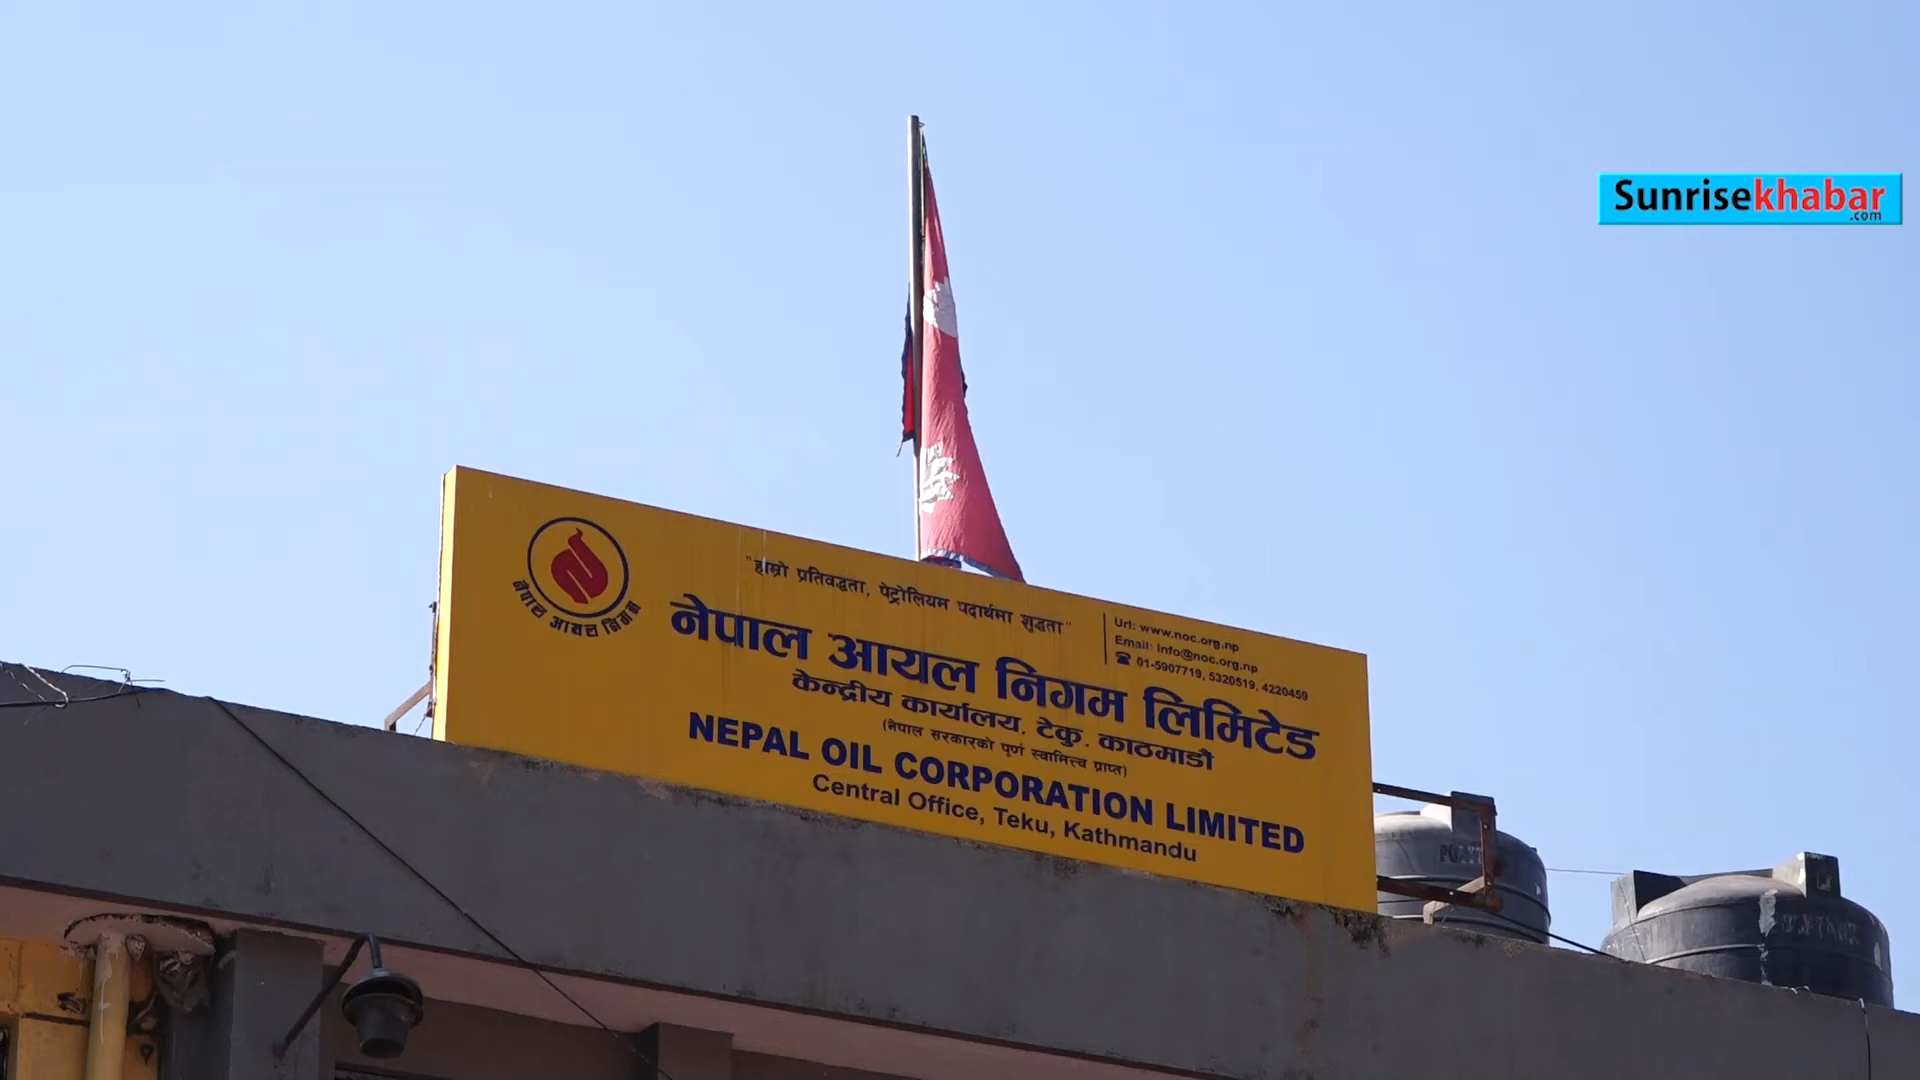 Sunrisekhabar
.com
"हाम्रो प्रतिवद्धता, पेट्रोलियम पदार्थमा शुद्धता"
Url: www.noc.org.np
Email: info@noc.org.np
☎ 01-5907719, 5320519, 4220459
नेपाल आयल निगम
नेपाल आयल निगम लिमिटेड
केन्द्रीय कार्यालय, टेकु, काठमाडौं
(नेपाल सरकारको पूर्ण स्वामित्व प्राप्त)
NEPAL OIL CORPORATION LIMITED
Central Office, Teku, Kathmandu